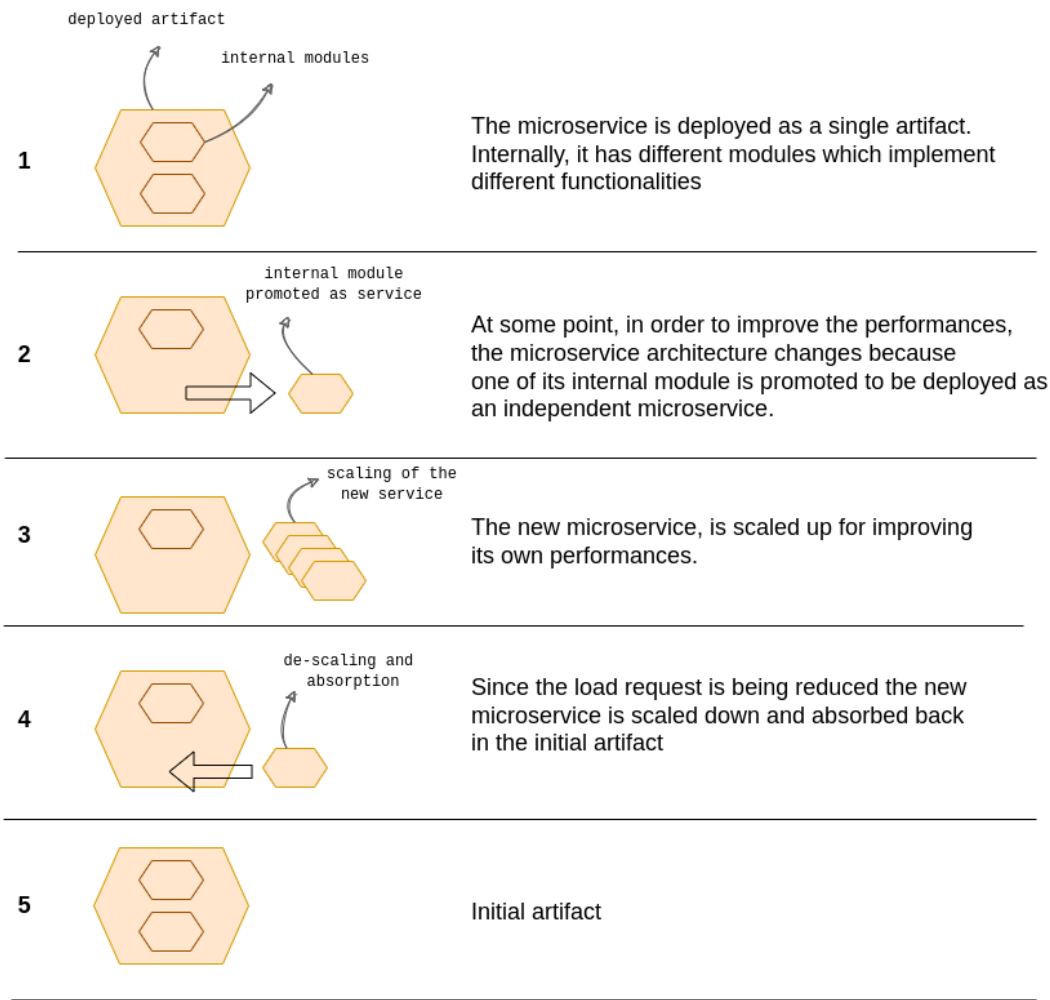 deployed artifact
internal modules
1
The microservice is deployed as a single artifact.
Internally, it has different modules which implement
different functionalities
internal module
promoted as service
2
At some point, in order to improve the performances,
the microservice architecture changes because
one of its internal module is promoted to be deployed as
an independent microservice.
scaling of the
new service
3
The new microservice, is scaled up for improving
its own performances.
de-scaling and
absorption
4
Since the load request is being reduced the new
microservice is scaled down and absorbed back
in the initial artifact
5
Initial artifact